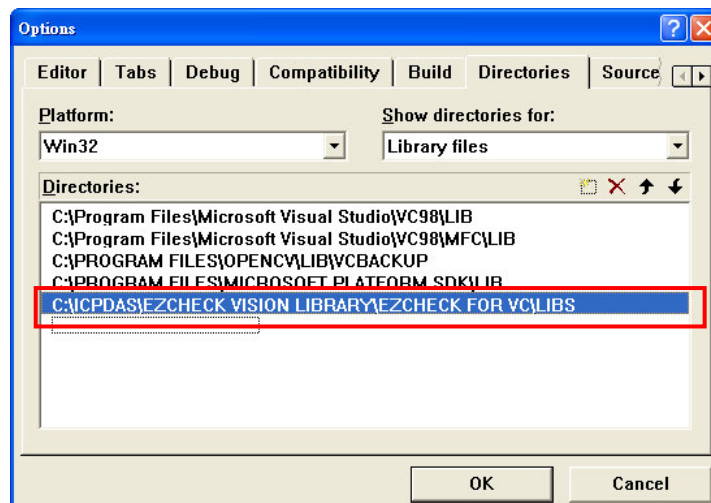 Options
Editor Tabs Debug Compatibility Build Directories Source
Platform: Show directories for:
Win32 Library files
Directories:
C:\Program Files\Microsoft Visual Studio\VC98\LIB
C:\Program Files\Microsoft Visual Studio\VC98\MFC\LIB
C:\PROGRAM FILES\OPENCV\LIB\VCBACKUP
C:\PROGRAM FILES\MICROSOFT PLATFORM SDK\LIB
C:\ICPDAS\EZCHECK VISION LIBRARY\EZCHECK FOR VC\LIBS
OK Cancel